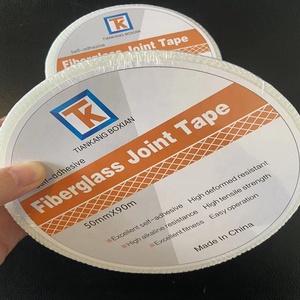 TK
TIANKANG BOXIAN
Self-adhesive
Fiberglass Joint Tape
TK
TIANKANG BOXIAN
Self-adhesive
Fiberglass Joint Tape
50mmX90m
★Excellent self-adhesive High deformed resistant
★High alkaline resistance High tensile strength
★Excellent fitness Easy operation
Made In China